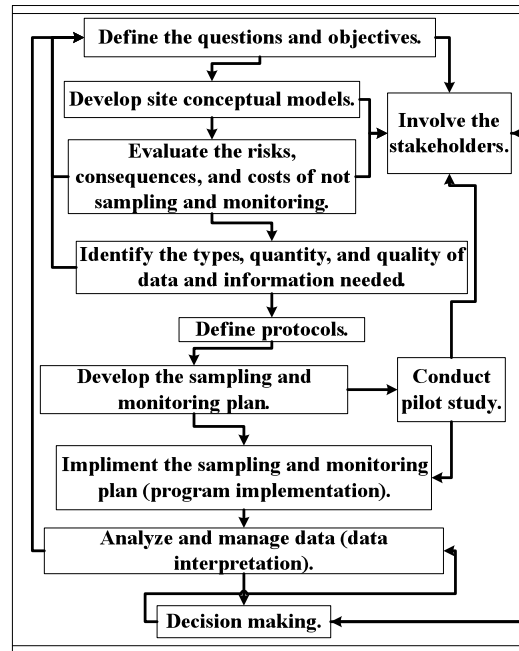 Define the questions and objectives.
Develop site conceptual models.
Involve the
stakeholders.
Evaluate the risks,
consequences, and costs of not
sampling and monitoring.
Identify the types, quantity, and quality of
data and information needed.
Define protocols.
Develop the sampling and
monitoring plan.
Conduct
pilot study.
Impliment the sampling and monitoring
plan (program implementation).
Analyze and manage data (data
interpretation).
Decision making.